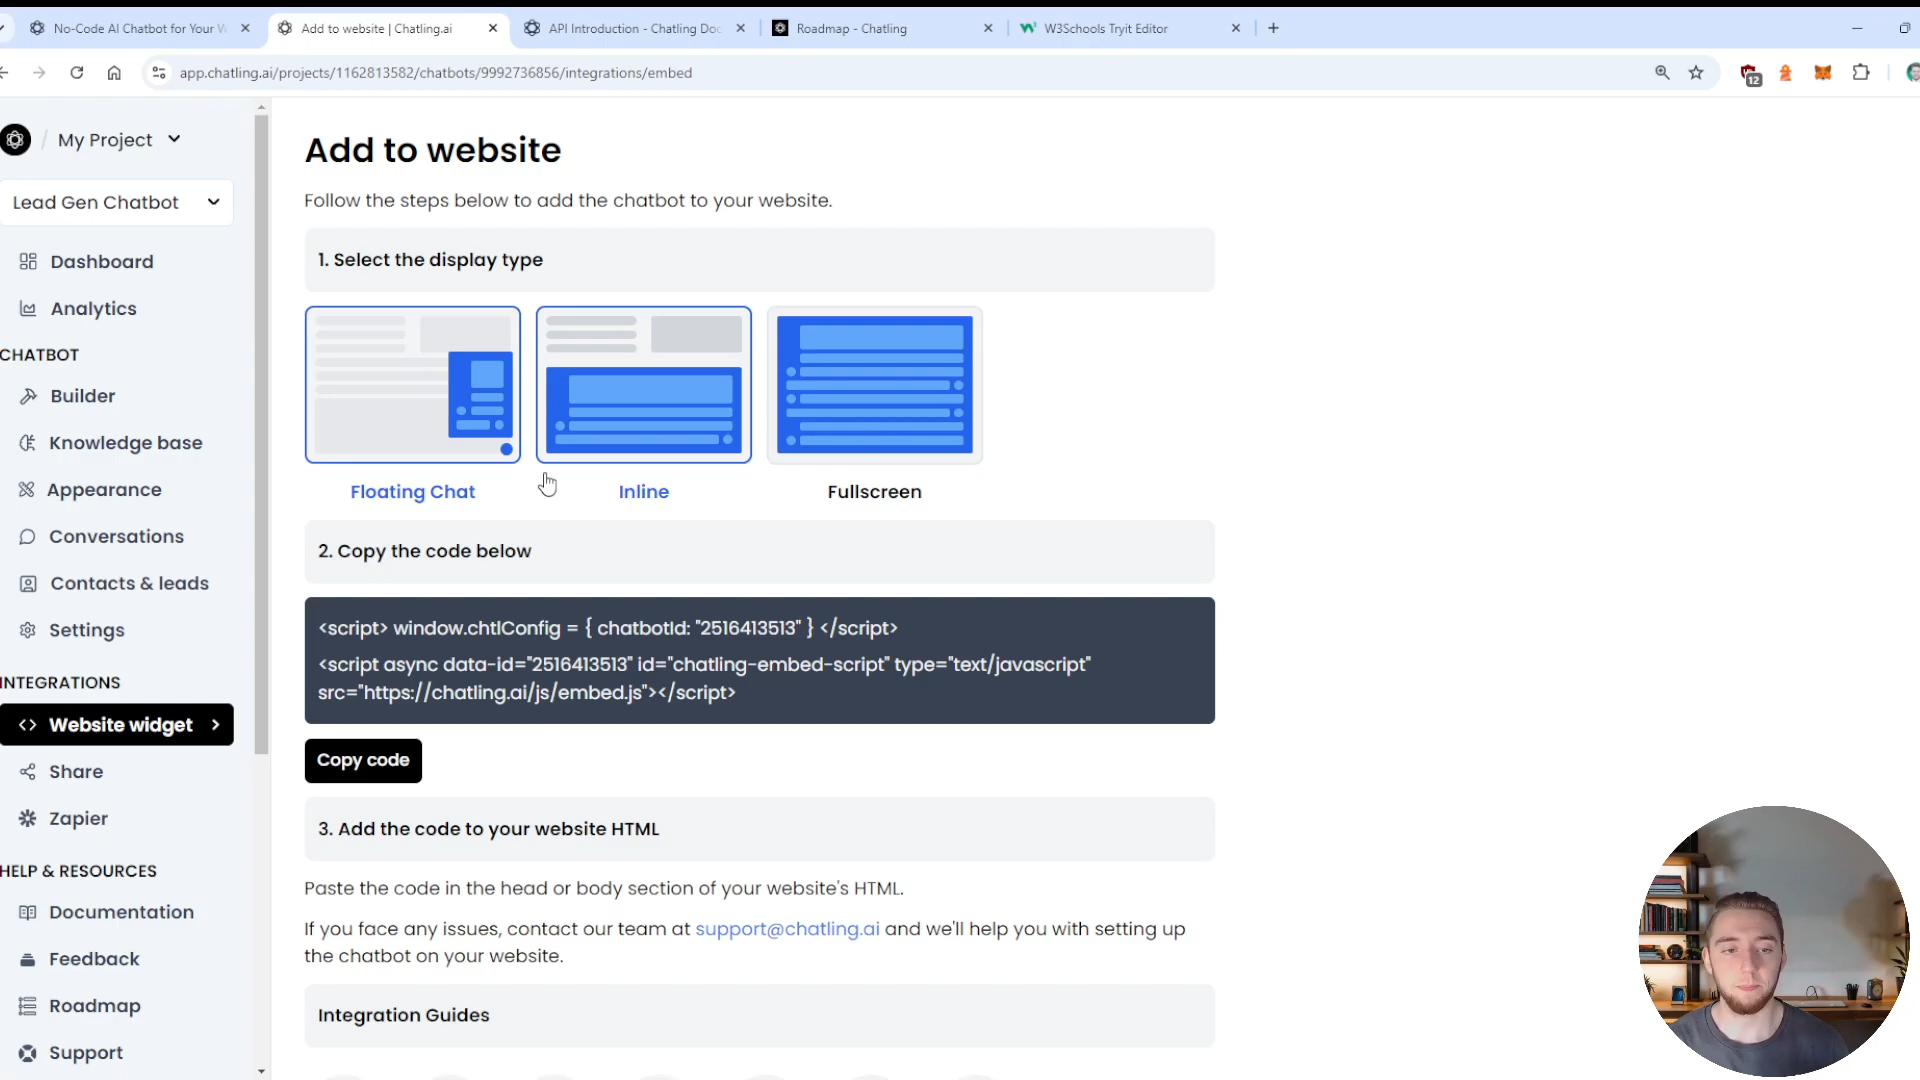 No-Code AI Chatbot for Your W
Add to website | Chatling.ai
API Introduction - Chatling Doc
Roadmap - Chatling
W3Schools Tryit Editor
app.chatling.ai/projects/1162813582/chatbots/9992736856/integrations/embed
12
/ My Project
Lead Gen Chatbot
Dashboard
Analytics
CHATBOT
Builder
Knowledge base
Appearance
Conversations
Contacts & leads
Settings
INTEGRATIONS
Website widget
Share
Zapier
HELP & RESOURCES
Documentation
Feedback
Roadmap
Support
Add to website
Follow the steps below to add the chatbot to your website.
1. Select the display type
Floating Chat
Inline
Fullscreen
2. Copy the code below
<script> window.chtlConfig = { chatbotId: "2516413513" } </script>
<script async data-id="2516413513" id="chatling-embed-script" type="text/javascript"
src="https://chatling.ai/js/embed.js"></script>
Copy code
3. Add the code to your website HTML
Paste the code in the head or body section of your website's HTML.
If you face any issues, contact our team at support@chatling.ai and we'll help you with setting up
the chatbot on your website.
Integration Guides